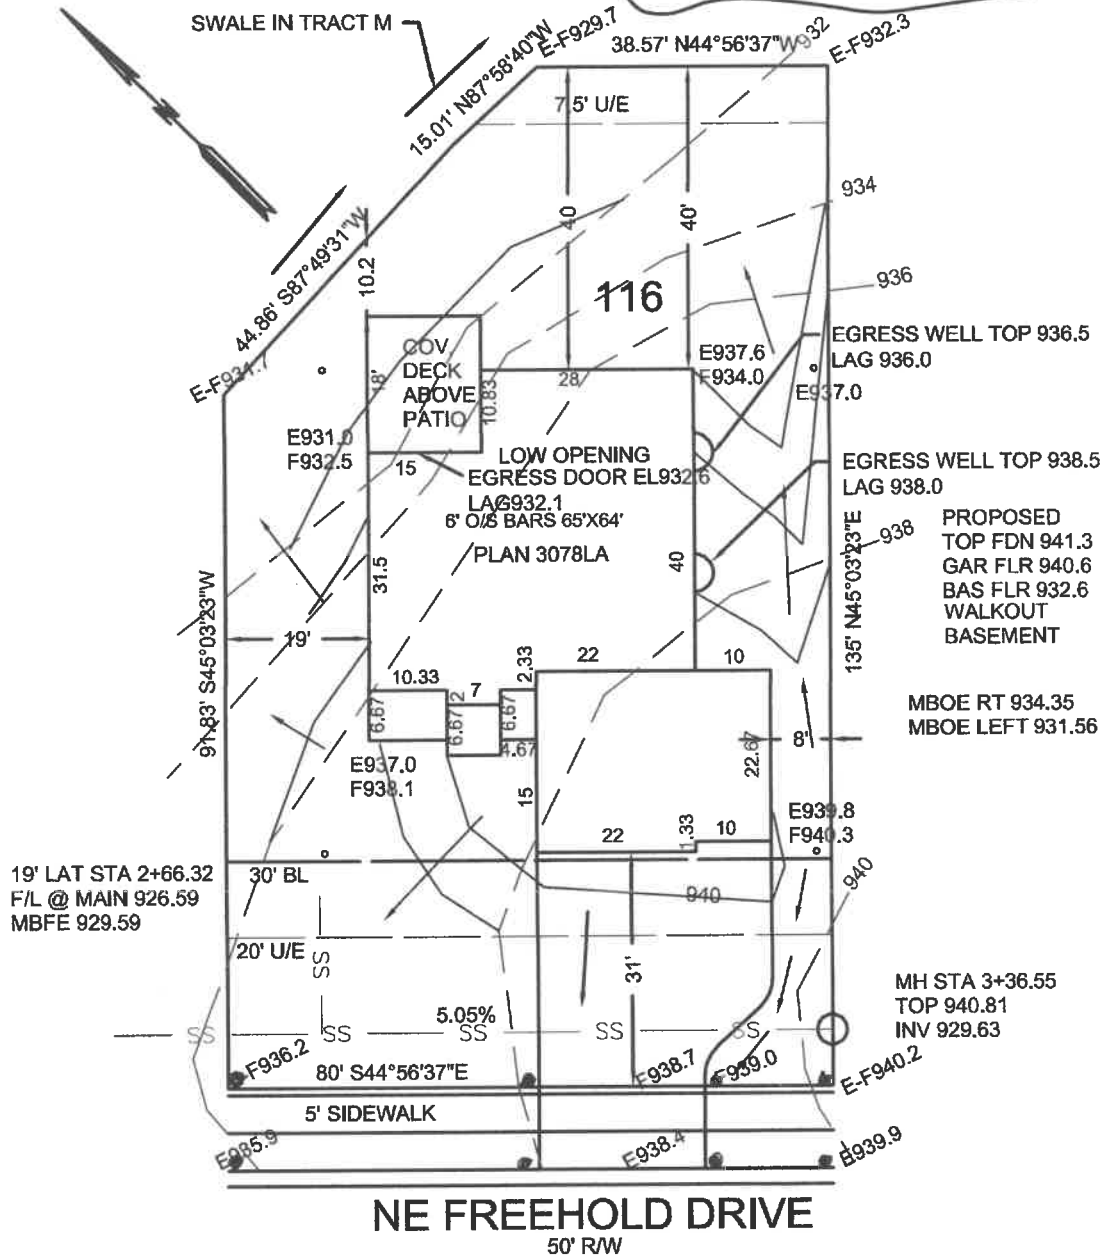 SWALE IN TRACT M
E-F929.7
38.57' N44°56'37"W
932
E-F932.3
15.01' N87°58'40"W
7.5' U/E
934
40
40'
44.86' S87°49'31"W
10.2
116
936
EGRESS WELL TOP 936.5
LAG 936.0
E937.6
F934.0
E937.0
COV
DECK
ABOVE
PATIO
18'
10.83
28
E-F931.7
E931.0
F932.5
15
LOW OPENING
EGRESS DOOR EL932.6
LAG932.1
6' O/S BARS 65'X64'
PLAN 3078LA
EGRESS WELL TOP 938.5
LAG 938.0
938
PROPOSED
TOP FDN 941.3
GAR FLR 940.6
BAS FLR 932.6
WALKOUT
BASEMENT
31.5
40
91.83' S45°03'23"W
135' N45°03'23"E
19'
10.33
2
7
2.33
22
10
6.67
6.67
6.67
4.67
MBOE RT 934.35
MBOE LEFT 931.56
8'
22.67
E937.0
F938.1
15
22
1.33
10
E939.8
F940.3
19' LAT STA 2+66.32
F/L @ MAIN 926.59
MBFE 929.59
30' BL
940
940
20' U/E
SS
31'
MH STA 3+36.55
TOP 940.81
INV 929.63
5.05%
SS
SS
SS
SS
SS
-F936.2
80' S44°56'37"E
F938.7
F939.0
E-F940.2
5' SIDEWALK
E935.9
E938.4
E939.9
NE FREEHOLD DRIVE
50' R/W